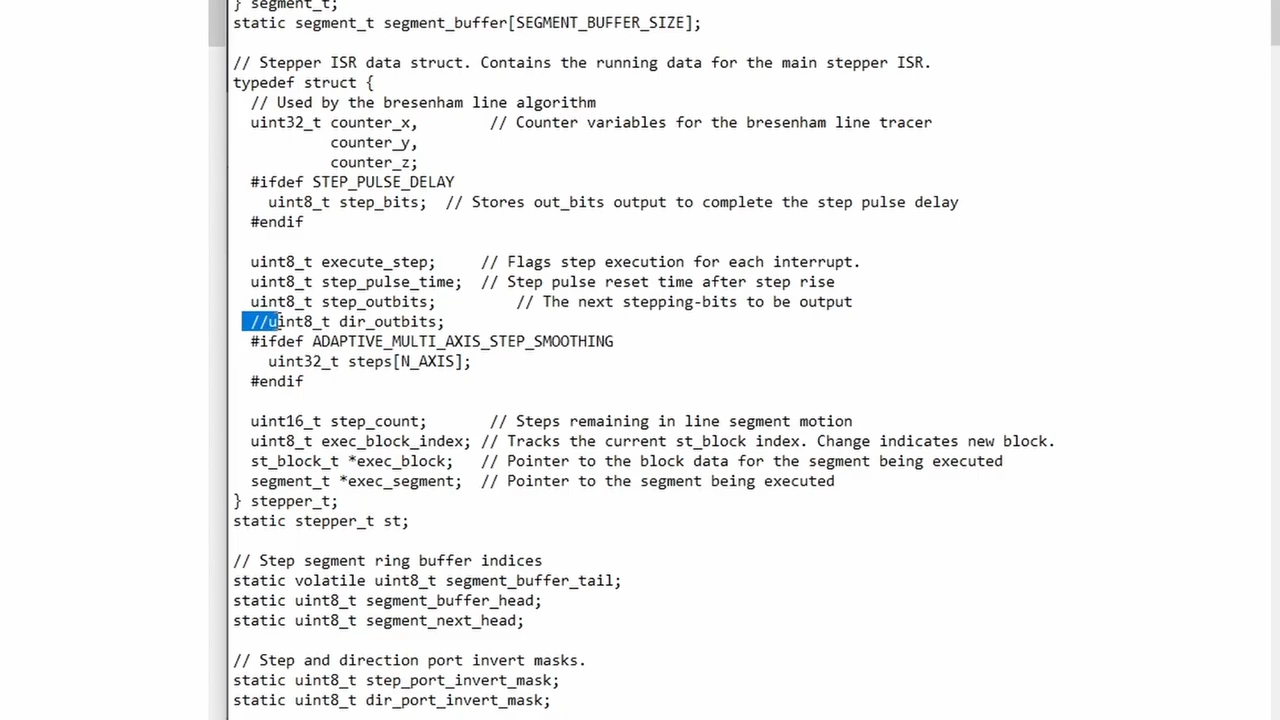 } segment_t;
static segment_t segment_buffer[SEGMENT_BUFFER_SIZE];
// Stepper ISR data struct. Contains the running data for the main stepper ISR.
typedef struct {
// Used by the bresenham line algorithm
uint32_t counter_x,        // Counter variables for the bresenham line tracer
counter_y,
counter_z;
#ifdef STEP_PULSE_DELAY
uint8_t step_bits;  // Stores out_bits output to complete the step pulse delay
#endif
uint8_t execute_step;     // Flags step execution for each interrupt.
uint8_t step_pulse_time;  // Step pulse reset time after step rise
uint8_t step_outbits;         // The next stepping-bits to be output
//uint8_t dir_outbits;
#ifdef ADAPTIVE_MULTI_AXIS_STEP_SMOOTHING
uint32_t steps[N_AXIS];
#endif
uint16_t step_count;       // Steps remaining in line segment motion
uint8_t exec_block_index; // Tracks the current st_block index. Change indicates new block.
st_block_t *exec_block;   // Pointer to the block data for the segment being executed
segment_t *exec_segment;  // Pointer to the segment being executed
} stepper_t;
static stepper_t st;
// Step segment ring buffer indices
static volatile uint8_t segment_buffer_tail;
static uint8_t segment_buffer_head;
static uint8_t segment_next_head;
// Step and direction port invert masks.
static uint8_t step_port_invert_mask;
static uint8_t dir_port_invert_mask;